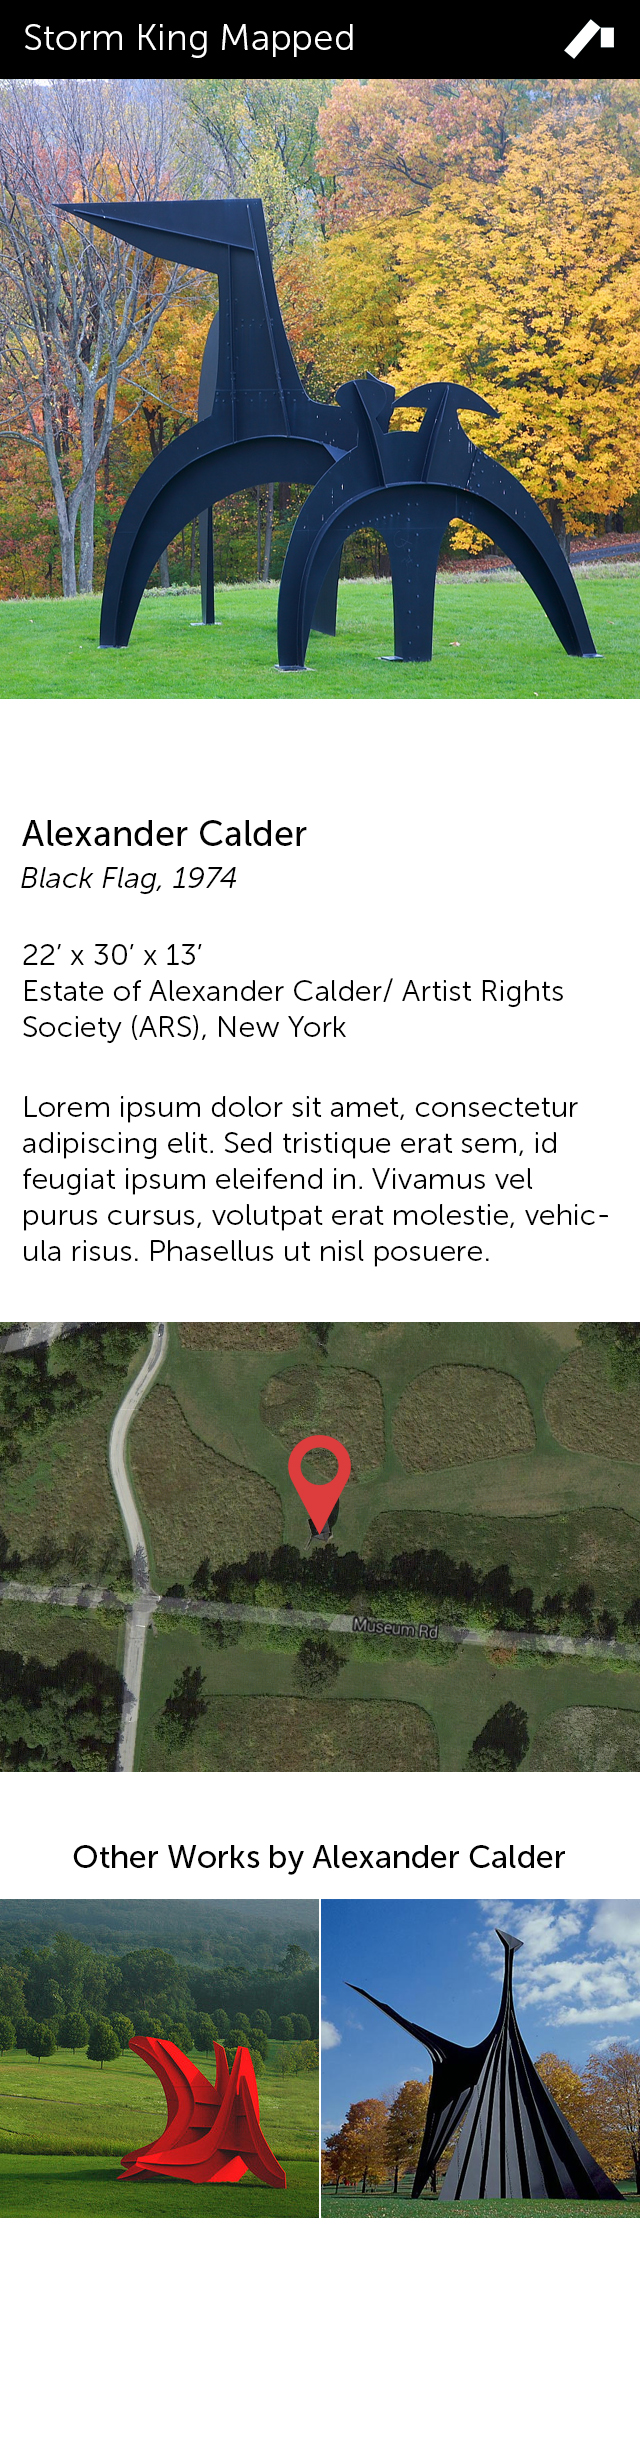 Storm King Mapped
Alexander Calder
Black Flag, 1974
22’ x 30’ x 13’
Estate of Alexander Calder/ Artist Rights
Society (ARS), New York
Lorem ipsum dolor sit amet, consectetur
adipiscing elit. Sed tristique erat sem, id
feugiat ipsum eleifend in. Vivamus vel
purus cursus, volutpat erat molestie, vehic-
ula risus. Phasellus ut nisl posuere.
Museum Rd
Other Works by Alexander Calder